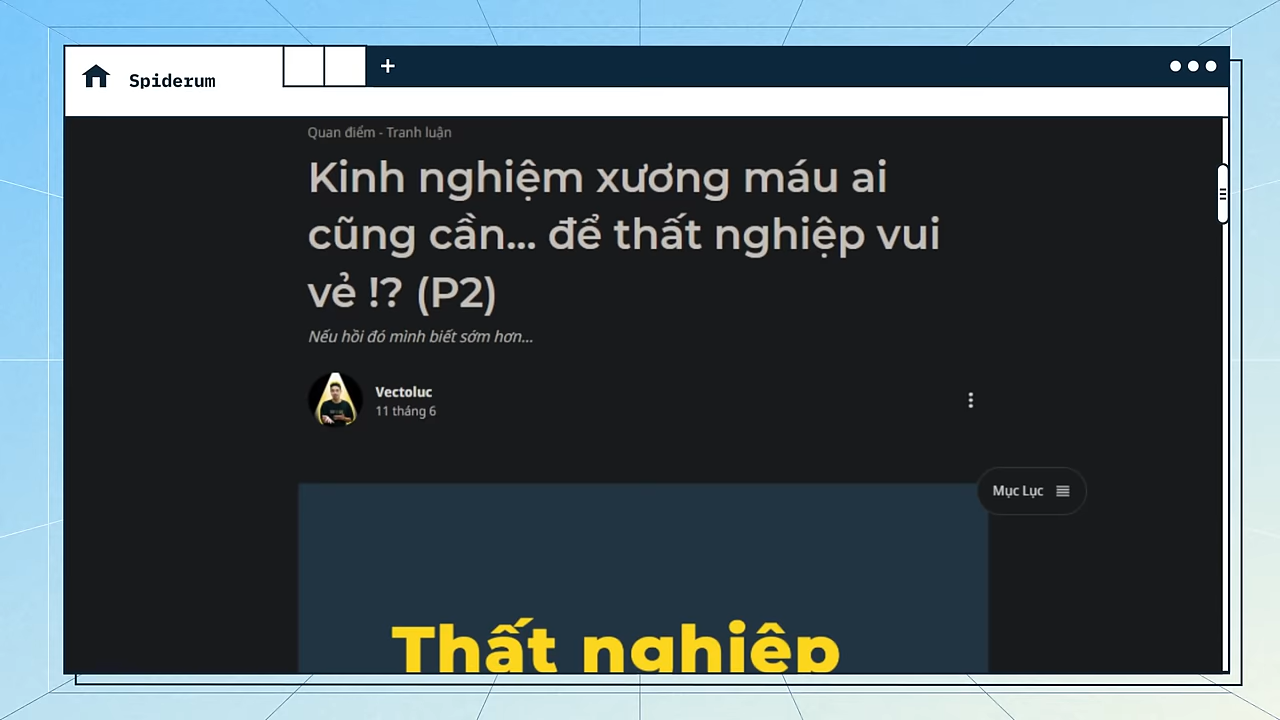 Spiderum
Quan điểm - Tranh luận
Kinh nghiệm xương máu ai
cũng cần... để thất nghiệp vui
vẻ !? (P2)
Nếu hồi đó mình biết sớm hơn...
Vectoluc
11 tháng 6
Mục Lục
Thất nghiệp